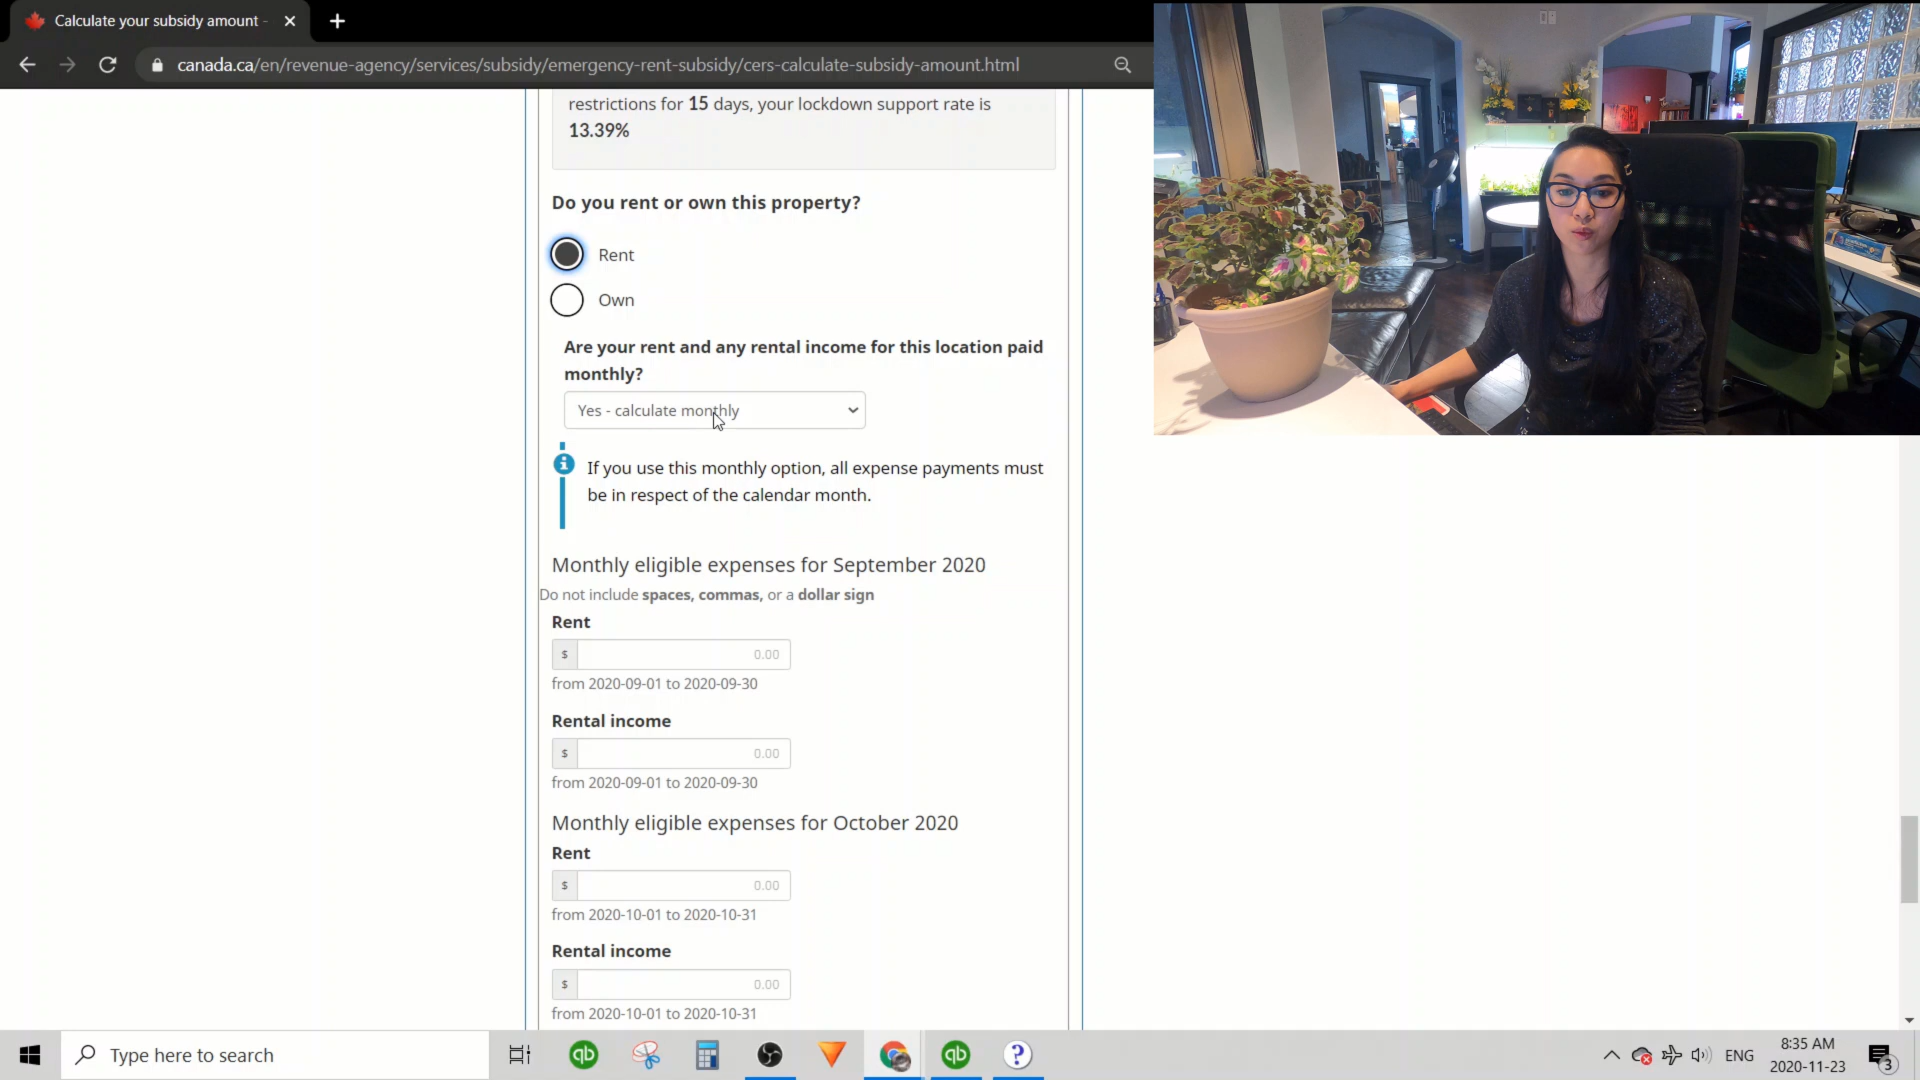 Calculate your subsidy amount -
canada.ca/en/revenue-agency/services/subsidy/emergency-rent-subsidy/cers-calculate-subsidy-amount.html
restrictions for 15 days, your lockdown support rate is
13.39%
Do you rent or own this property?
Rent
Own
Are your rent and any rental income for this location paid
monthly?
Yes - calculate monthly
If you use this monthly option, all expense payments must
be in respect of the calendar month.
Monthly eligible expenses for September 2020
Do not include spaces, commas, or a dollar sign
Rent
$ 0.00
from 2020-09-01 to 2020-09-30
Rental income
$ 0.00
from 2020-09-01 to 2020-09-30
Monthly eligible expenses for October 2020
Rent
$ 0.00
from 2020-10-01 to 2020-10-31
Rental income
$ 0.00
from 2020-10-01 to 2020-10-31
Type here to search
qb
qb
?
ENG
8:35 AM
2020-11-23
3